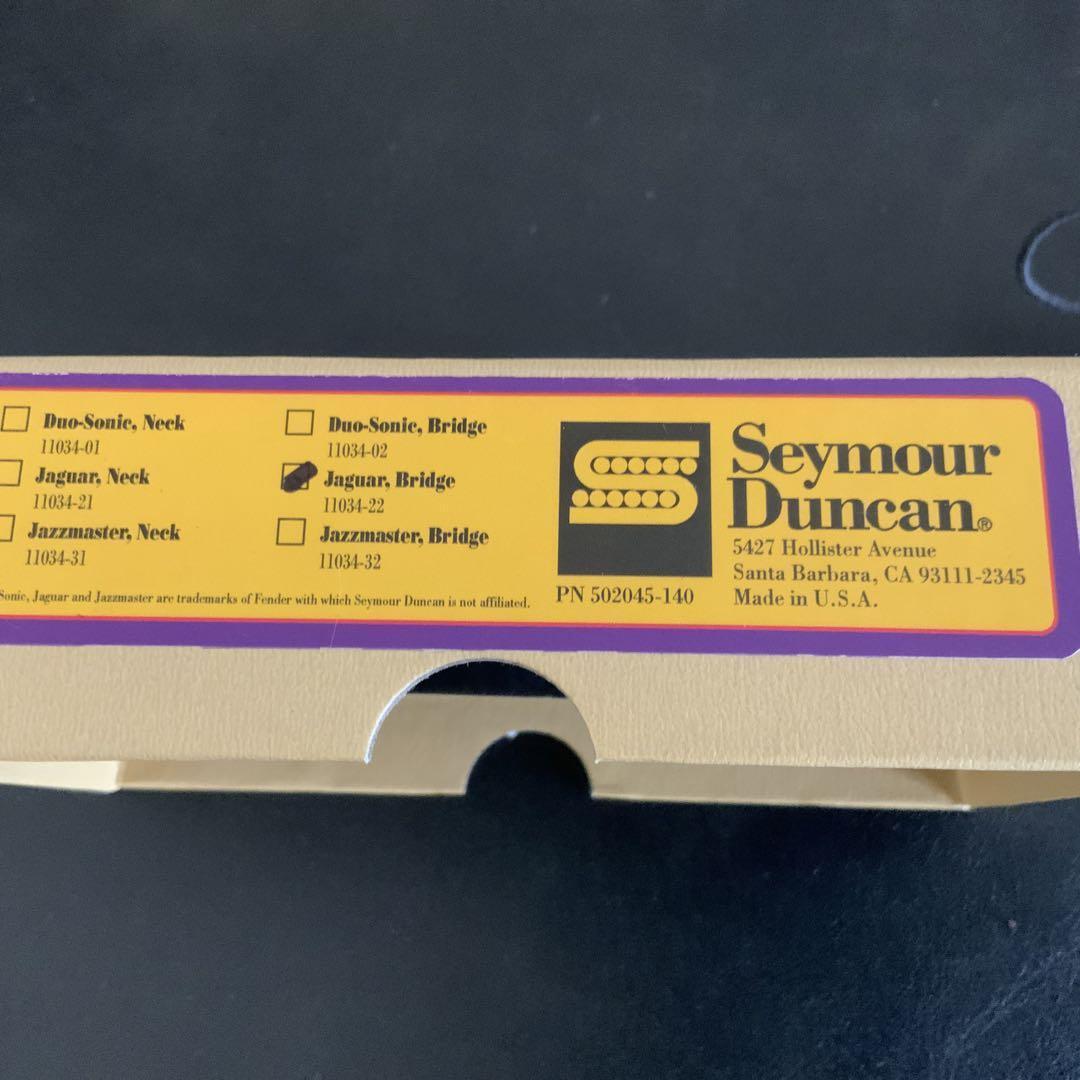 Duo-Sonic, Neck
11034-01
Jaguar, Neck
11034-21
Jazzmaster, Neck
11034-31
Duo-Sonic, Bridge
11034-02
Jaguar, Bridge
11034-22
Jazzmaster, Bridge
11034-32
Sonic, Jaguar and Jazzmaster are trademarks of Fender with which Seymour Duncan is not affiliated.
Seymour
Duncan®
5427 Hollister Avenue
Santa Barbara, CA 93111-2345
Made in U.S.A.
PN 502045-140